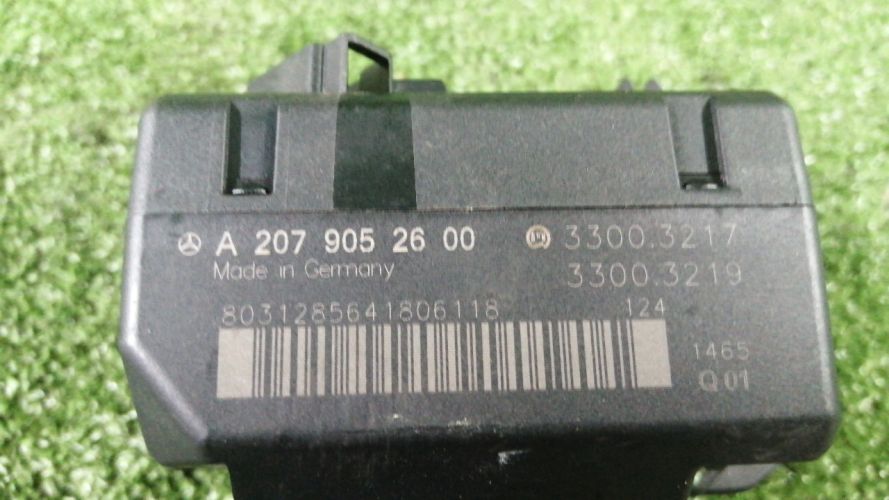 A 207 905 26 00
Made in Germany
3300.3217
3300.3219
8031285641806118 124
1465
Q01